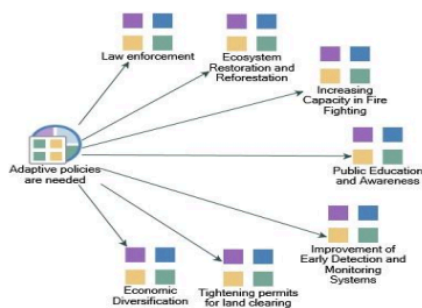 Law enforcement
Ecosystem
Restoration and
Reforestation
Increasing
Capacity in Fire
Fighting
Adaptive policies
are needed
Public Education
and Awareness
Improvement of
Early Detection and
Monitoring
Systems
Economic
Diversification
Tightening permits
for land clearing